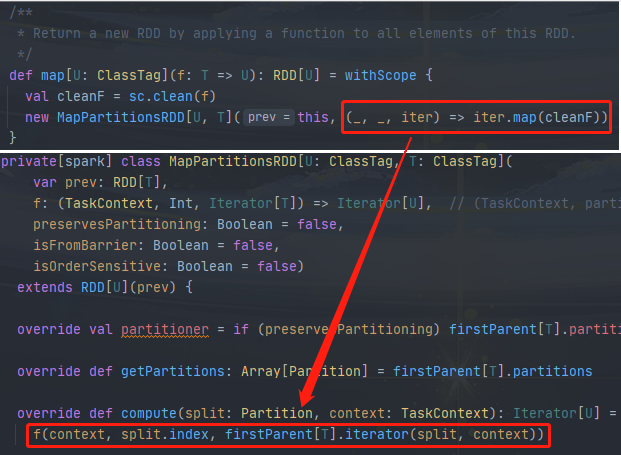 /**
 * Return a new RDD by applying a function to all elements of this RDD.
 */
def map[U: ClassTag](f: T => U): RDD[U] = withScope {
  val cleanF = sc.clean(f)
  new MapPartitionsRDD[U, T]( prev = this, (_, _, iter) => iter.map(cleanF))
}
private[spark] class MapPartitionsRDD[U: ClassTag, T: ClassTag](
    var prev: RDD[T],
    f: (TaskContext, Int, Iterator[T]) => Iterator[U],  // (TaskContext, parti
    preservesPartitioning: Boolean = false,
    isFromBarrier: Boolean = false,
    isOrderSensitive: Boolean = false)
  extends RDD[U](prev) {
  override val partitioner = if (preservesPartitioning) firstParent[T].partiti
  override def getPartitions: Array[Partition] = firstParent[T].partitions
  override def compute(split: Partition, context: TaskContext): Iterator[U] =
    f(context, split.index, firstParent[T].iterator(split, context))